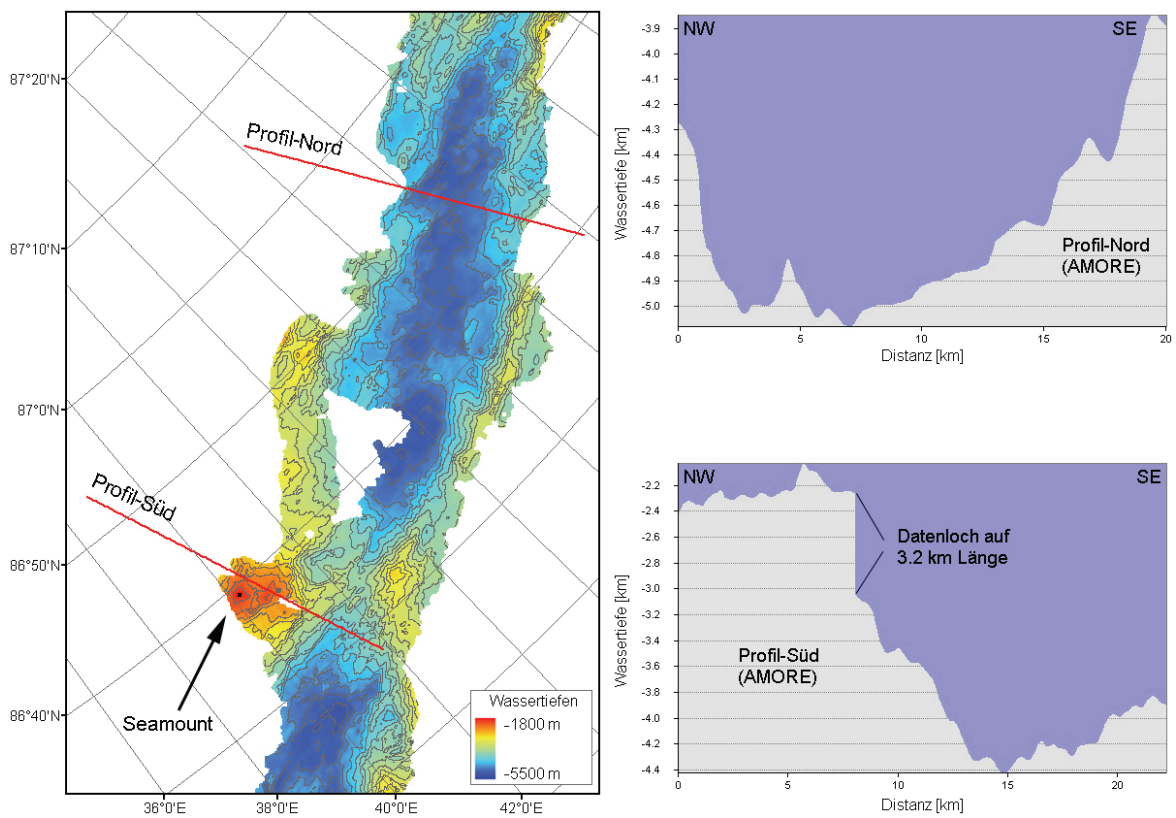 87°20'N
87°10'N
87°0'N
86°50'N
86°40'N
36°0'E
38°0'E
40°0'E
42°0'E
Profil-Nord
Profil-Süd
Seamount
Wassertiefen
-1800 m
-5500 m
NW
SE
-3.9
-4.0
-4.1
-4.3
-4.4
-4.5
-4.6
-4.7
-4.9
-5.0
Wassertiefe [km]
Profil-Nord
(AMORE)
0
5
10
15
20
Distanz [km]
NW
SE
-2.2
-2.4
-2.6
-2.8
-3.0
-3.2
-3.4
-3.6
-3.8
-4.0
-4.2
-4.4
Wassertiefe [km]
Datenloch auf
3.2 km Länge
Profil-Süd
(AMORE)
0
5
10
15
20
Distanz [km]